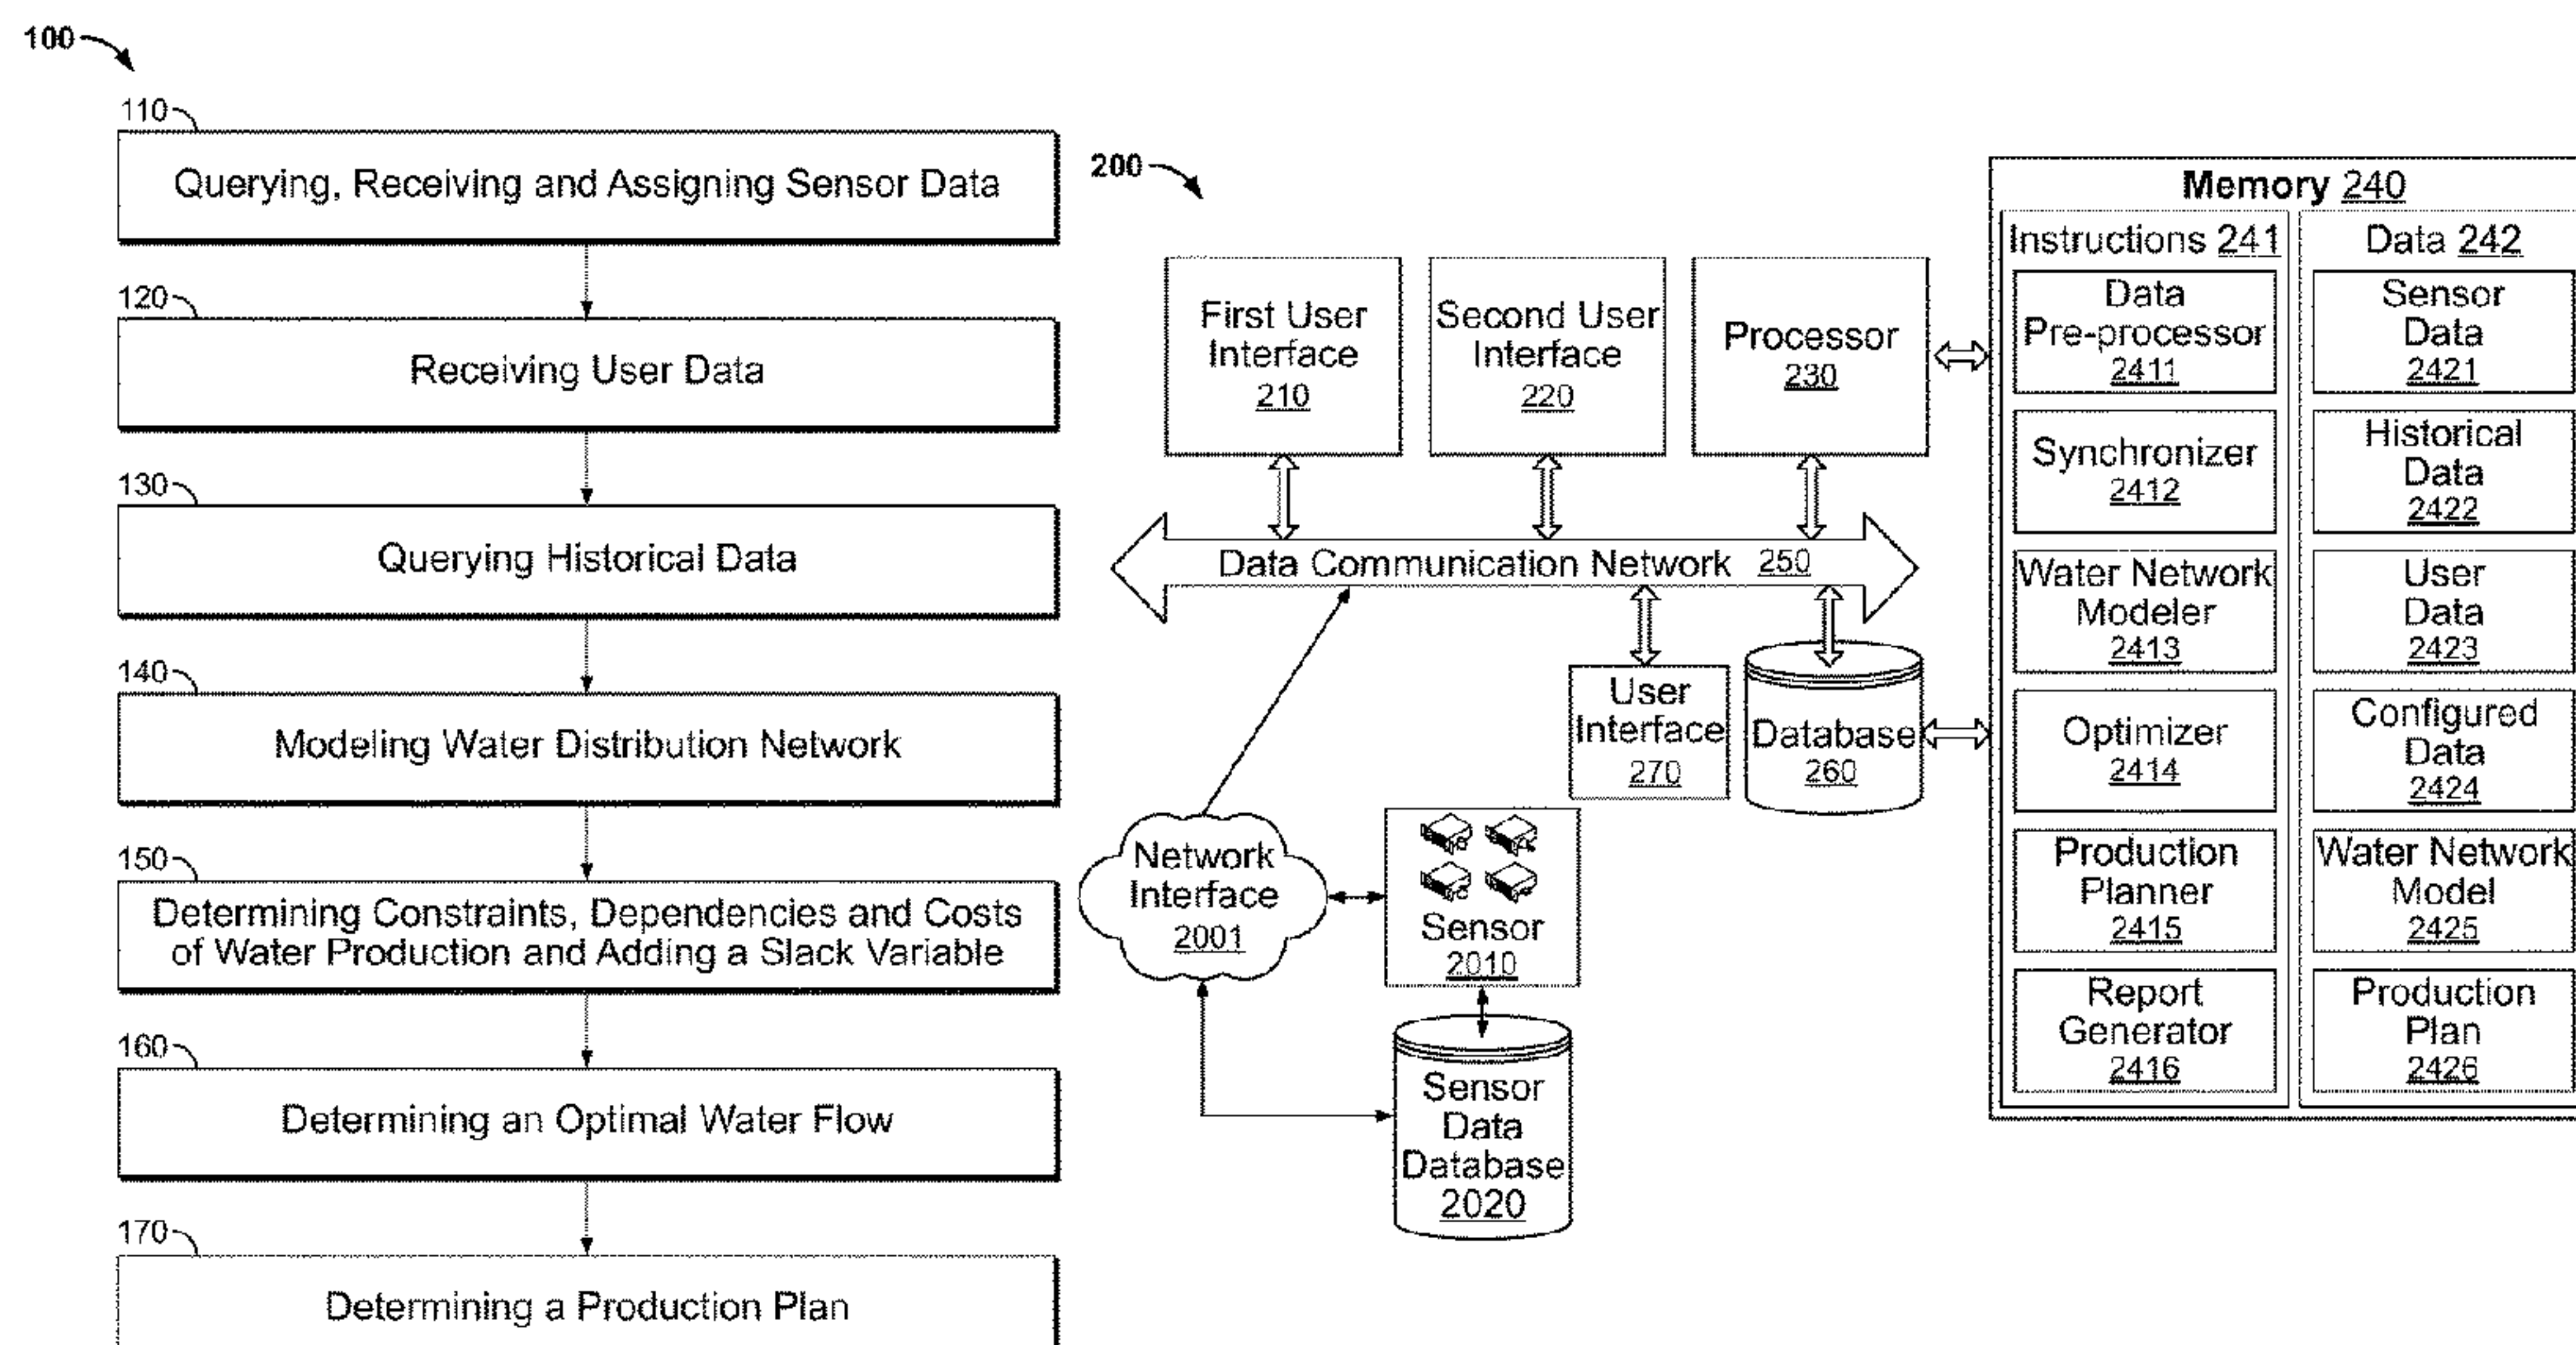 100
110
Querying, Receiving and Assigning Sensor Data
120
Receiving User Data
130
Querying Historical Data
140
Modeling Water Distribution Network
150
Determining Constraints, Dependencies and Costs
of Water Production and Adding a Slack Variable
160
Determining an Optimal Water Flow
170
Determining a Production Plan
200
First User
Interface
210
Second User
Interface
220
Processor
230
Data Communication Network 250
User
Interface
270
Database
260
Network
Interface
2001
Sensor
2010
Sensor
Data
Database
2020
Memory 240
Instructions 241
Data
Pre-processor
2411
Synchronizer
2412
Water Network
Modeler
2413
Optimizer
2414
Production
Planner
2415
Report
Generator
2416
Data 242
Sensor
Data
2421
Historical
Data
2422
User
Data
2423
Configured
Data
2424
Water Network
Model
2425
Production
Plan
2426